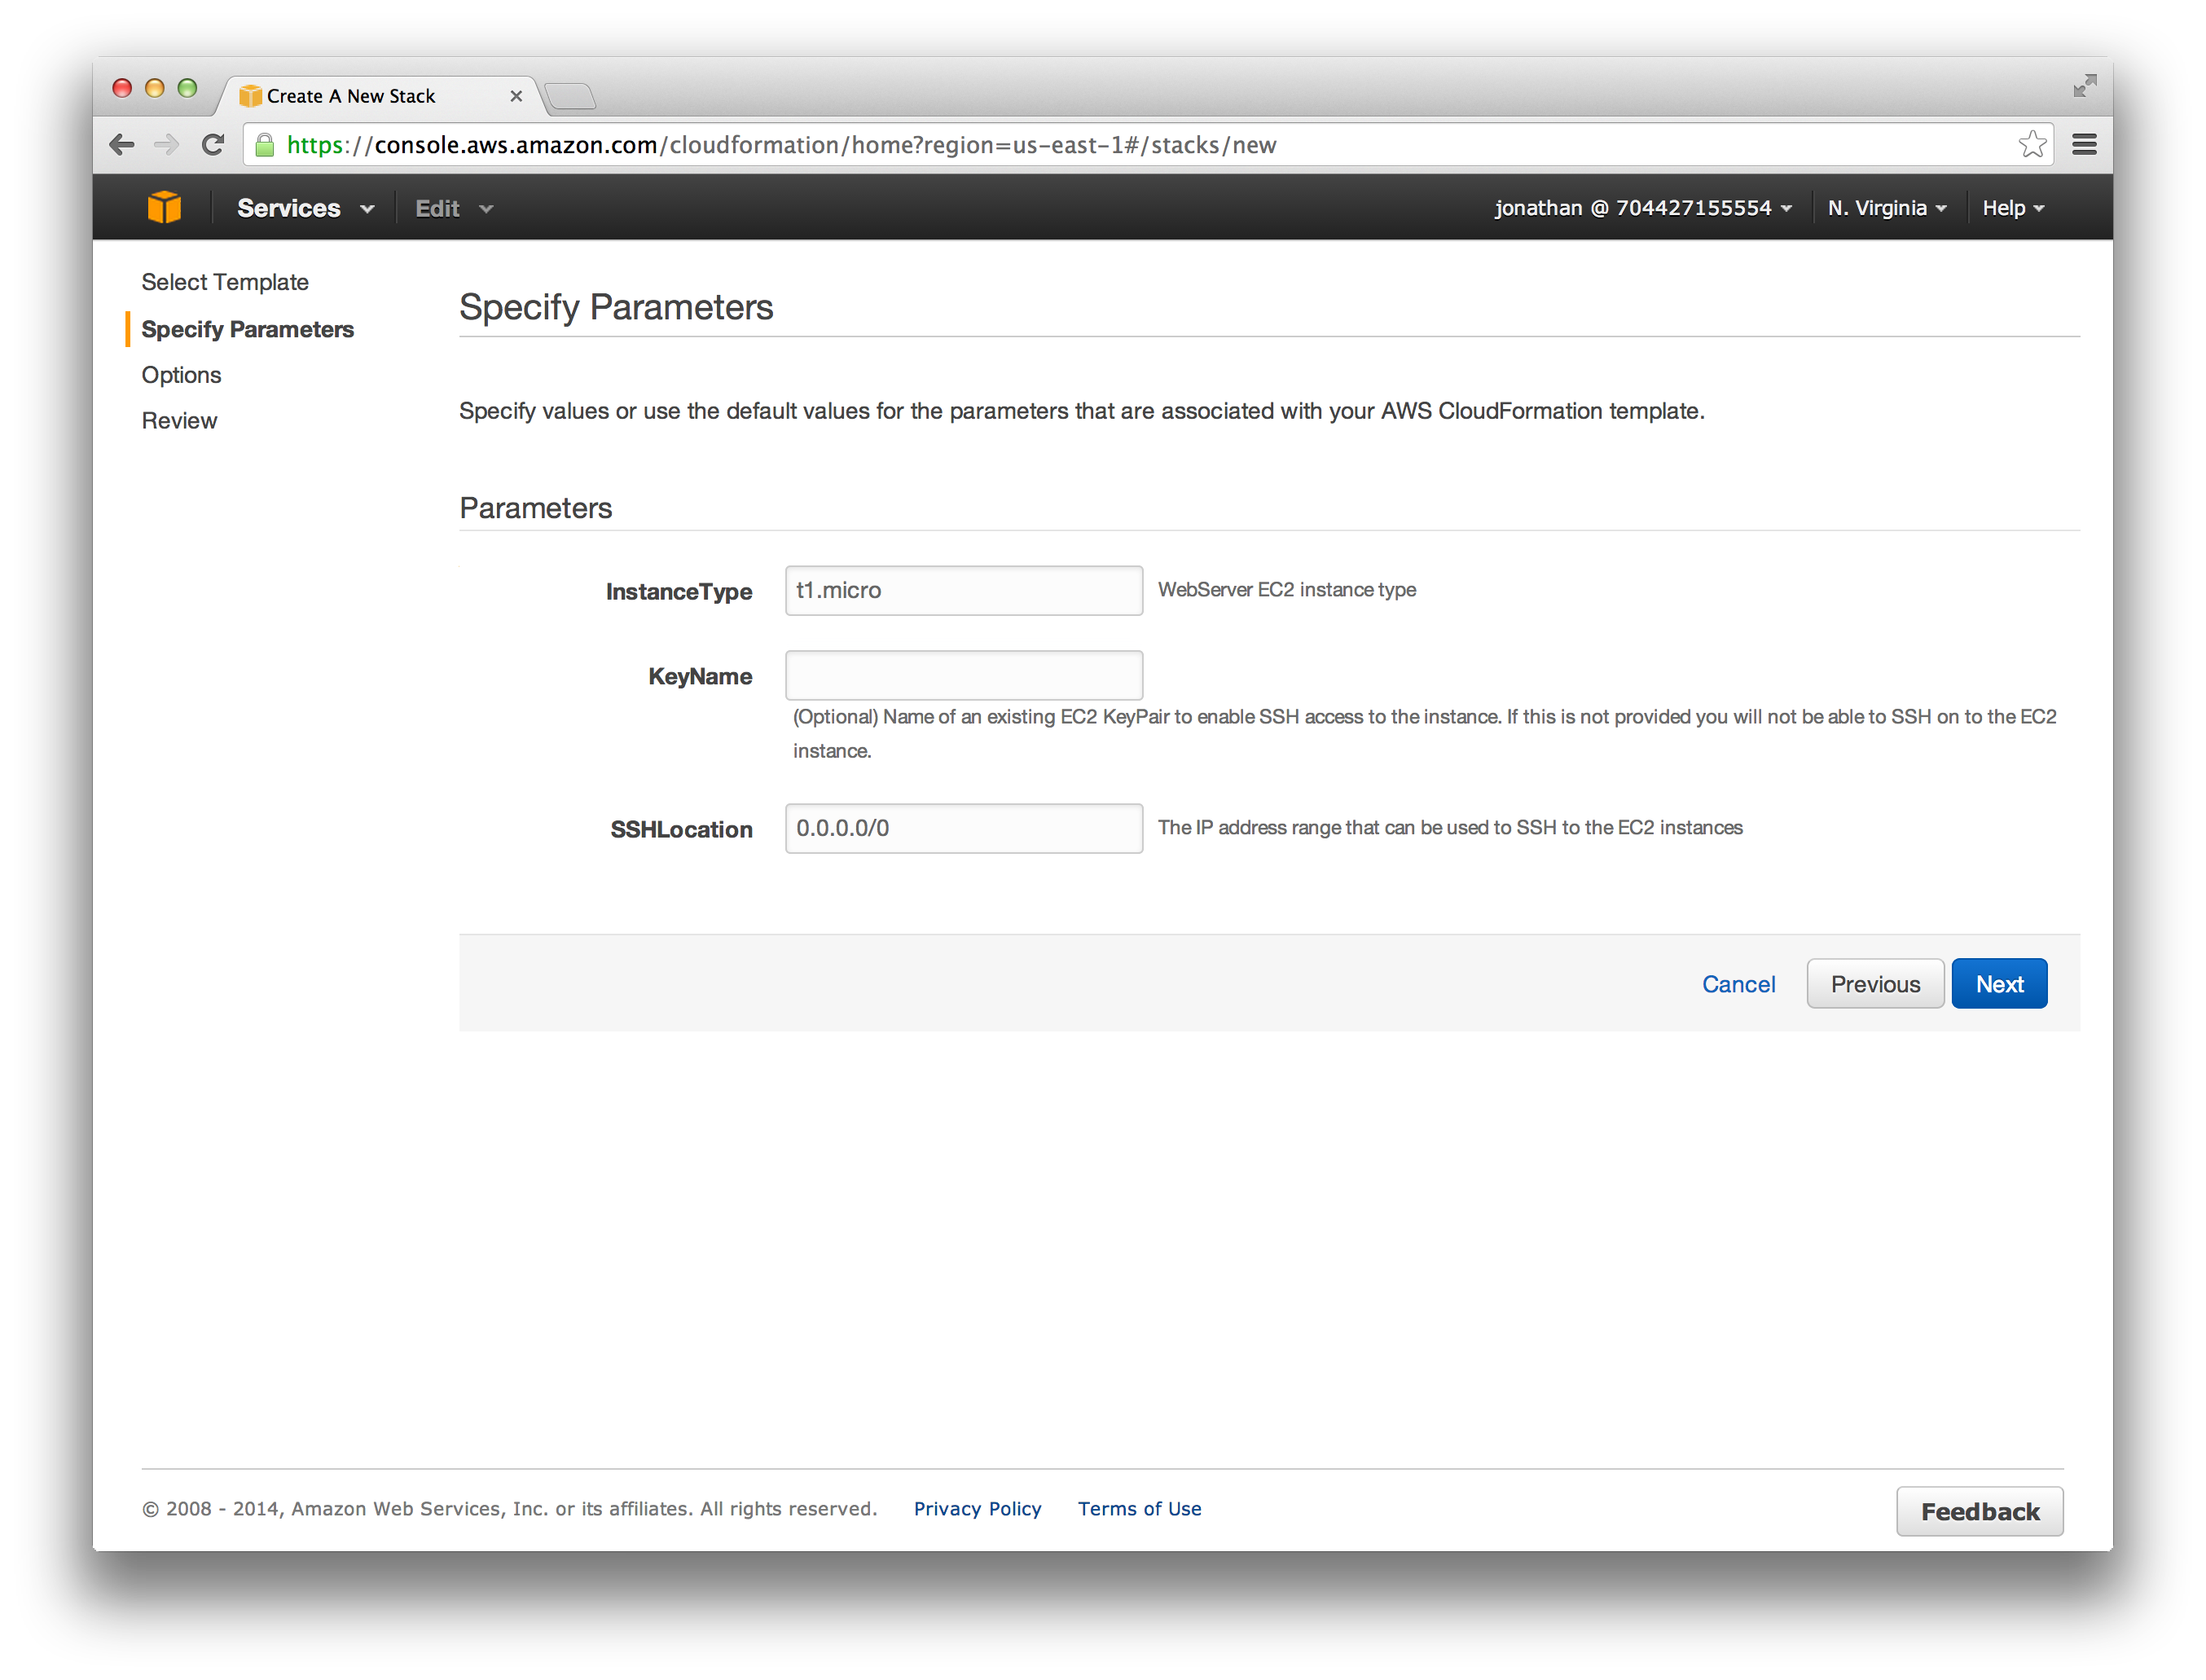 Create A New Stack
https://console.aws.amazon.com/cloudformation/home?region=us-east-1#/stacks/new
Services Edit jonathan @ 704427155554 N. Virginia Help
Select Template
Specify Parameters
Options
Review
Specify Parameters
Specify values or use the default values for the parameters that are associated with your AWS CloudFormation template.
Parameters
InstanceType t1.micro WebServer EC2 instance type
KeyName
(Optional) Name of an existing EC2 KeyPair to enable SSH access to the instance. If this is not provided you will not be able to SSH on to the EC2
instance.
SSHLocation 0.0.0.0/0 The IP address range that can be used to SSH to the EC2 instances
Cancel Previous Next
© 2008 - 2014, Amazon Web Services, Inc. or its affiliates. All rights reserved. Privacy Policy Terms of Use Feedback